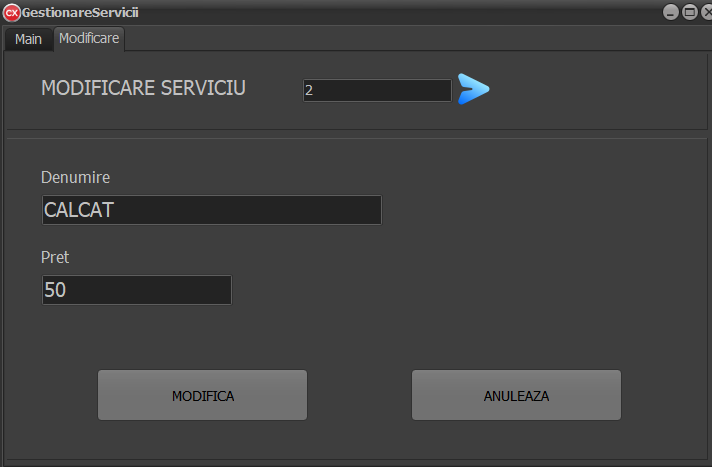 CX GestionareServicii
Main Modificare
MODIFICARE SERVICIU 2
Denumire
CALCAT
Pret
50
MODIFICA ANULEAZA